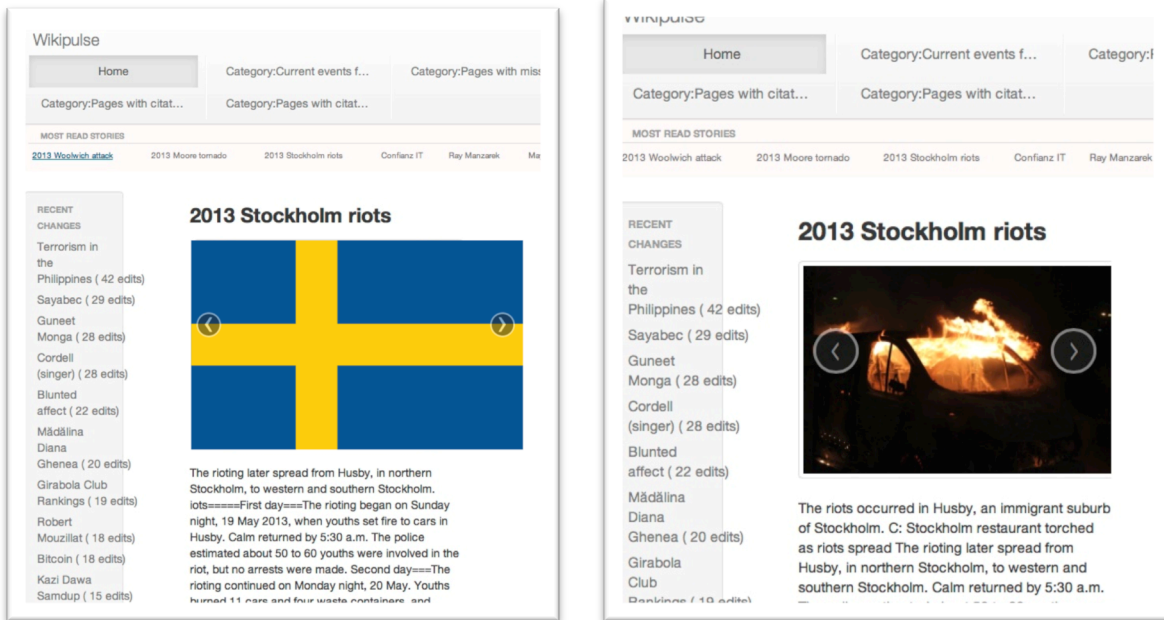 Wikipulse
Home
Category:Current events f...
Category:Pages with miss
Category:Pages with citat...
Category:Pages with citat...
MOST READ STORIES
2013 Woolwich attack
2013 Moore tornado
2013 Stockholm riots
Confianz IT
Ray Manzarek
Ma
RECENT
CHANGES
Terrorism in
the
Philippines ( 42 edits)
Sayabec ( 29 edits)
Guneet
Monga ( 28 edits)
Cordell
(singer) ( 28 edits)
Blunted
affect ( 22 edits)
Mădălina
Diana
Ghenea ( 20 edits)
Girabola Club
Rankings ( 19 edits)
Robert
Mouzillat ( 18 edits)
Bitcoin ( 18 edits)
Kazi Dawa
Samdup ( 15 edits)
2013 Stockholm riots
The rioting later spread from Husby, in northern
Stockholm, to western and southern Stockholm.
iots=====First day===The rioting began on Sunday
night, 19 May 2013, when youths set fire to cars in
Husby. Calm returned by 5:30 a.m. The police
estimated about 50 to 60 youths were involved in the
riot, but no arrests were made. Second day===The
rioting continued on Monday night, 20 May. Youths
burned 11 cars and four waste containers, and
Wikipulse
Home
Category:Current events f...
Category:F
Category:Pages with citat...
Category:Pages with citat...
MOST READ STORIES
2013 Woolwich attack
2013 Moore tornado
2013 Stockholm riots
Confianz IT
Ray Manzarek
RECENT
CHANGES
Terrorism in
the
Philippines ( 42 edits)
Sayabec ( 29 edits)
Guneet
Monga ( 28 edits)
Cordell
(singer) ( 28 edits)
Blunted
affect ( 22 edits)
Mădălina
Diana
Ghenea ( 20 edits)
Girabola
Club
Rankings ( 19 edits)
2013 Stockholm riots
The riots occurred in Husby, an immigrant suburb
of Stockholm. C: Stockholm restaurant torched
as riots spread The rioting later spread from
Husby, in northern Stockholm, to western and
southern Stockholm. Calm returned by 5:30 a.m.